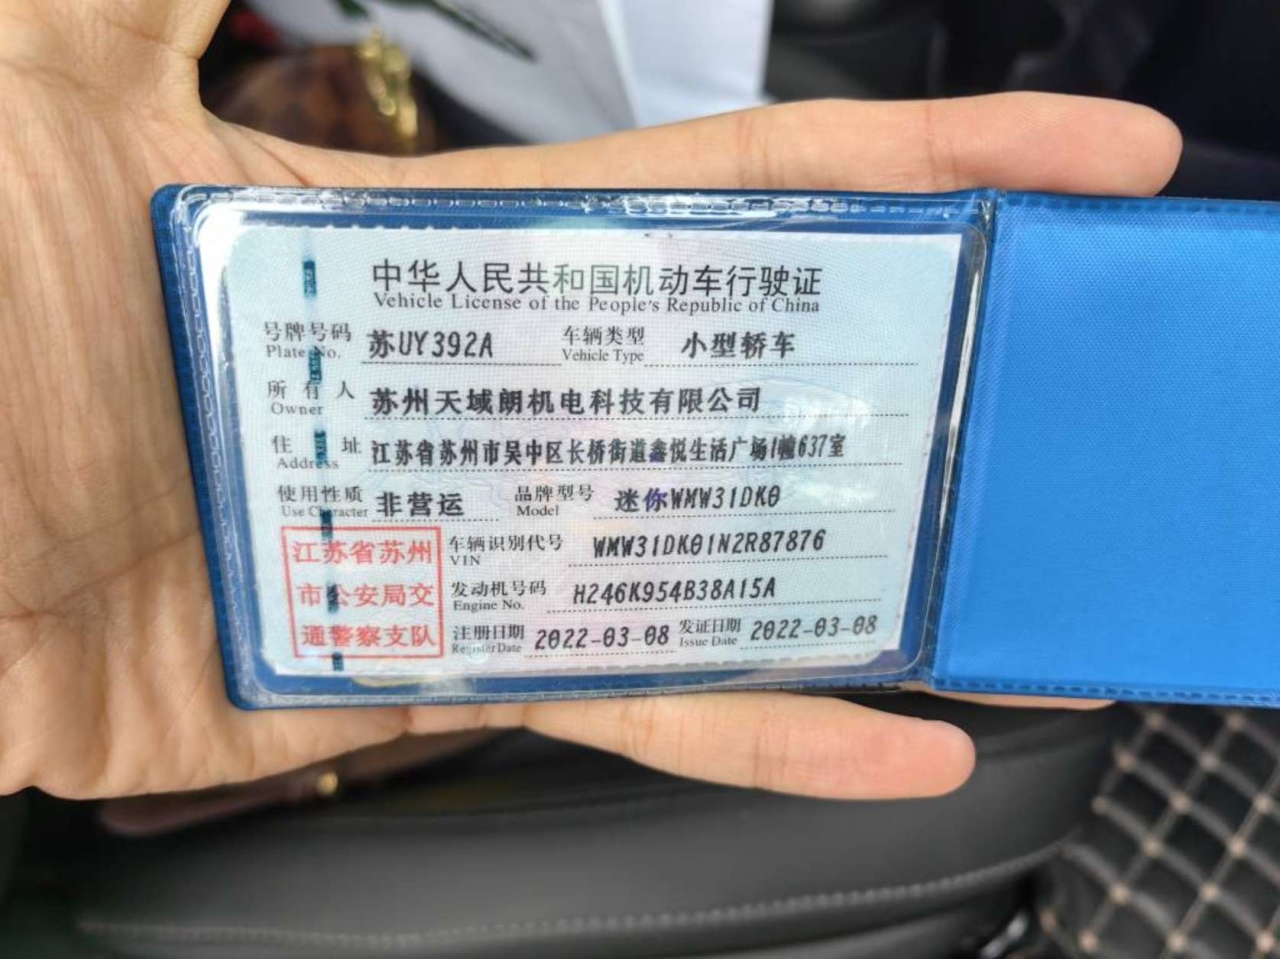 中华人民共和国机动车行驶证
Vehicle License of the People's Republic of China
号牌号码 苏UY392A 车辆类型 小型轿车
Plate No. Vehicle Type
所有人 苏州天域朗机电科技有限公司
Owner
住址 江苏省苏州市吴中区长桥街道鑫悦生活广场1幢637室
Address
使用性质 非营运 品牌型号 迷你WMW31DK0
Use Character Model
江苏省苏州 车辆识别代号 WMW31DK01N2R87876
VIN
市公安局交 发动机号码 H246K954B38A15A
Engine No.
通警察支队 注册日期 2022-03-08 发证日期 2022-03-08
Register Date Issue Date